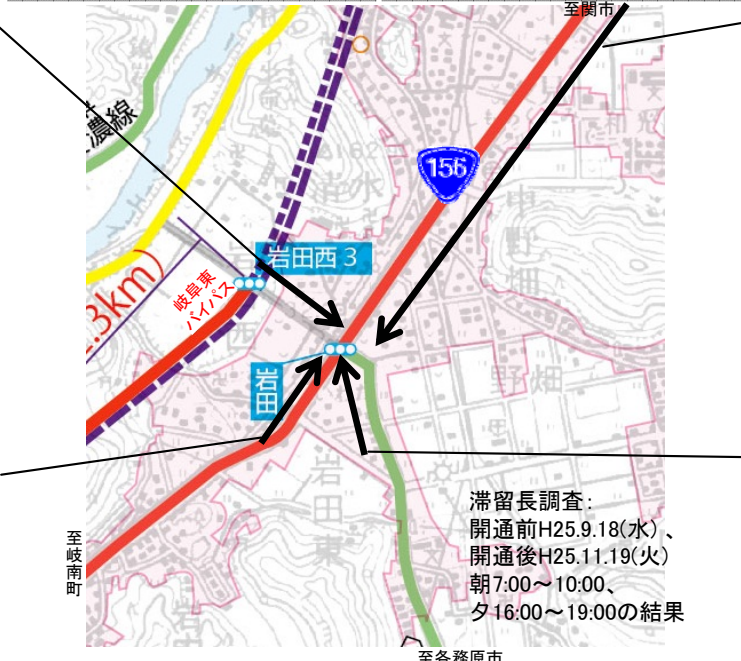 至関市
濃線
156
岩田西3
岐阜東
バイパス
.3km)
岩田
中野畑
野畑
岩田東
滞留長調査:
開通前H25.9.18(水)、
開通後H25.11.19(火)
朝7:00～10:00、
夕16:00～19:00の結果
至岐南町
至各務原市